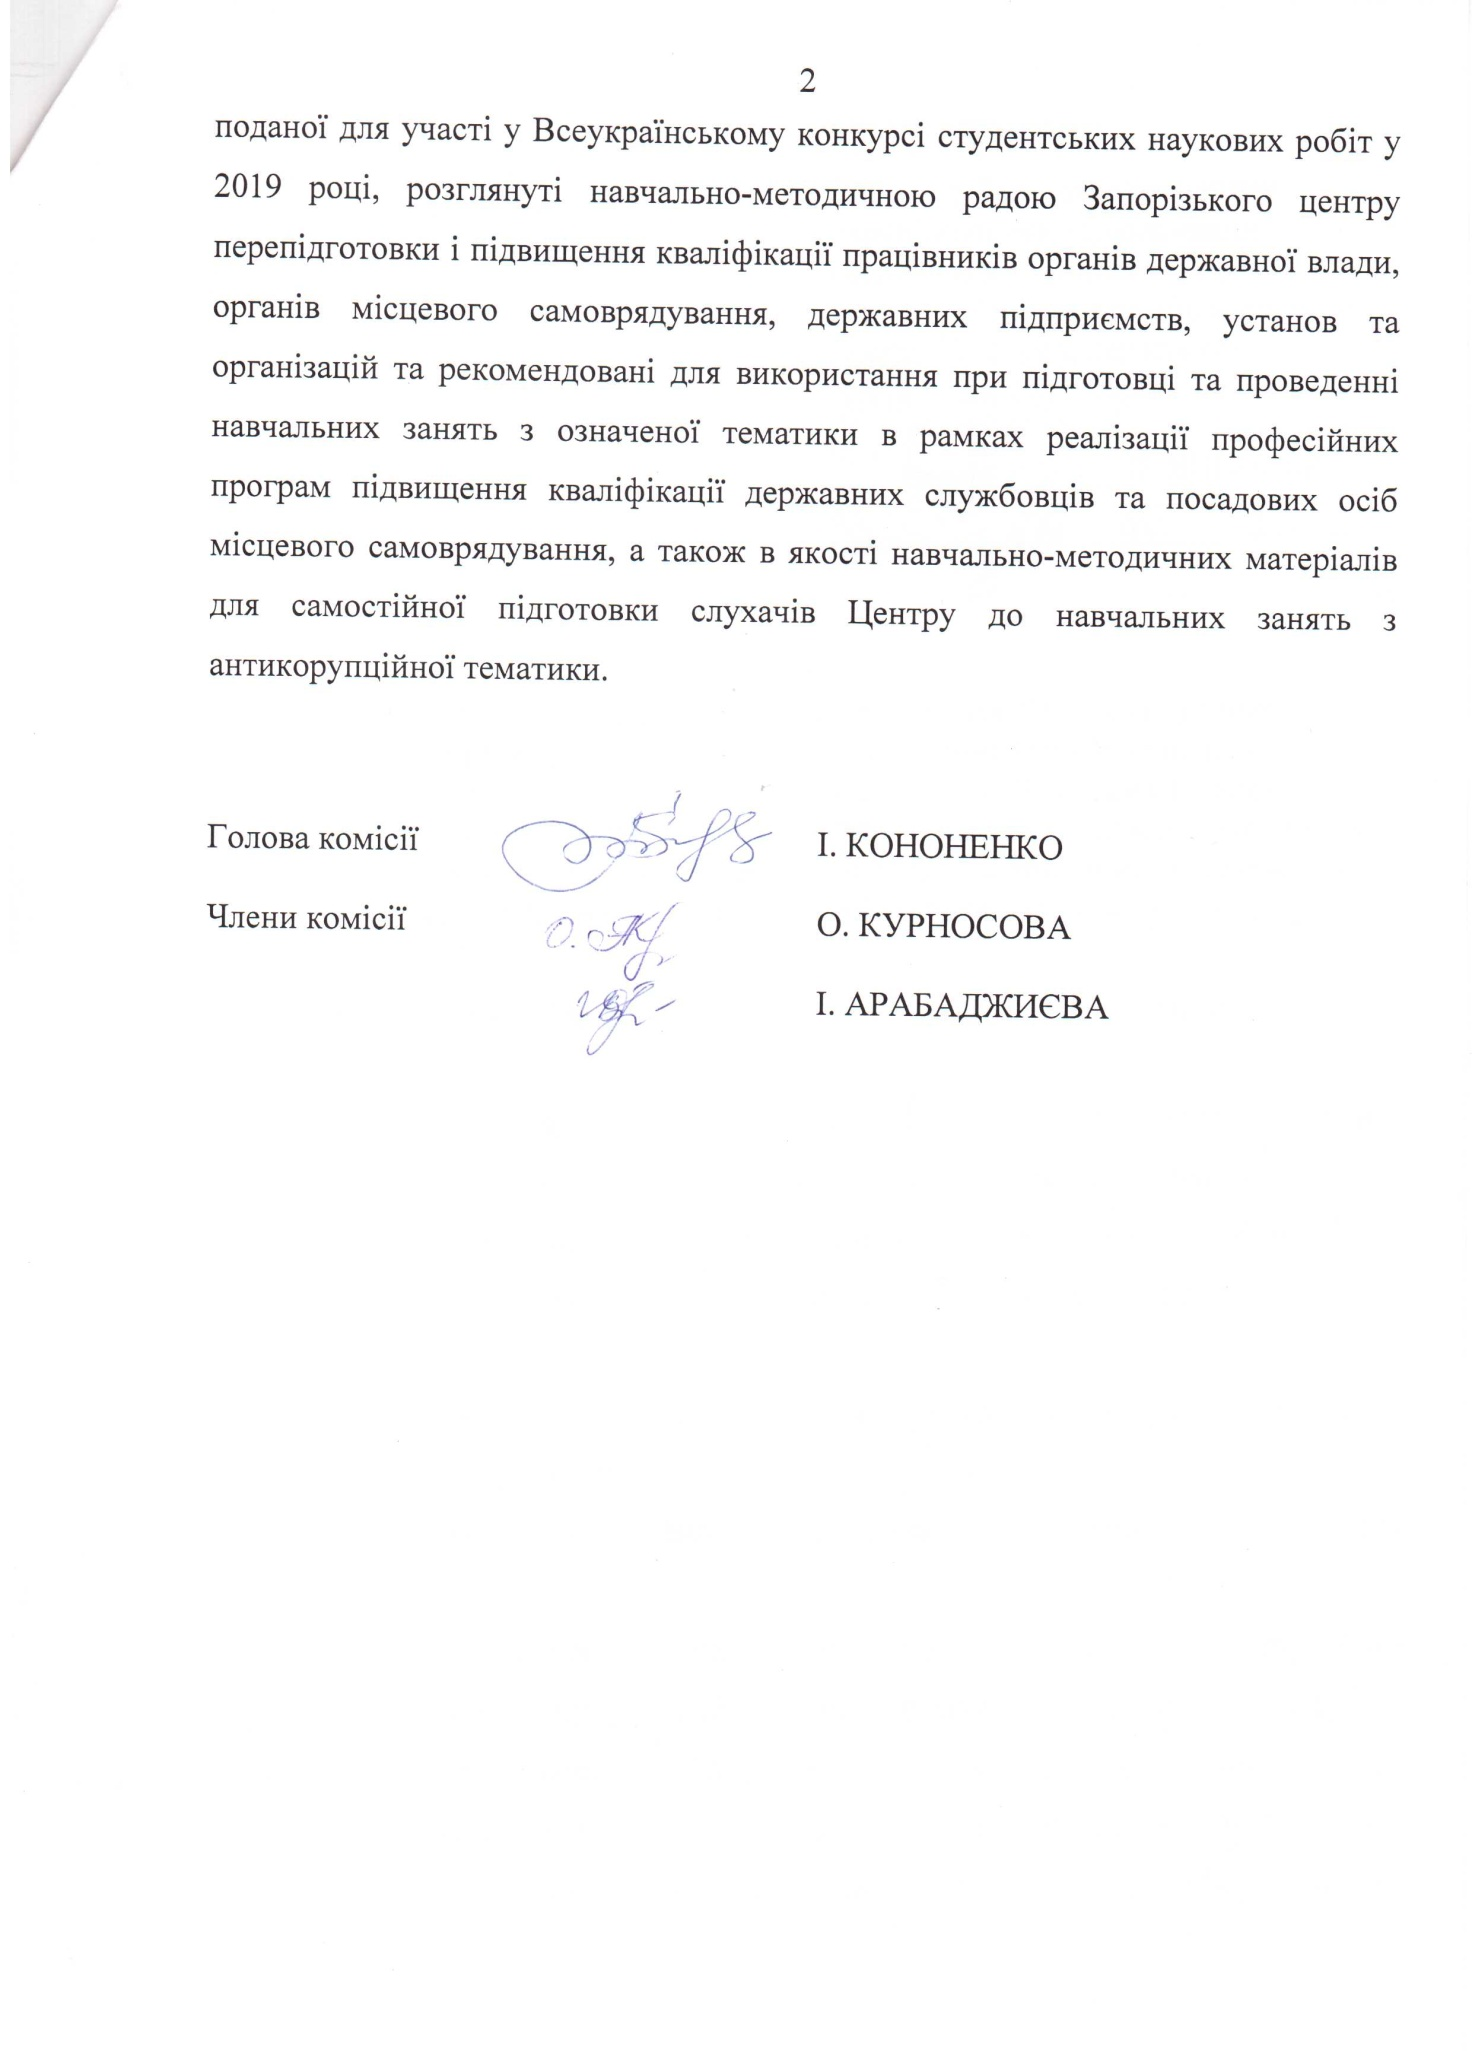 2
поданої для участі у Всеукраїнському конкурсі студентських наукових робіт у
2019 році, розглянуті навчально-методичною радою Запорізького центру
перепідготовки і підвищення кваліфікації працівників органів державної влади,
органів місцевого самоврядування, державних підприємств, установ та
організацій та рекомендовані для використання при підготовці та проведенні
навчальних занять з означеної тематики в рамках реалізації професійних
програм підвищення кваліфікації державних службовців та посадових осіб
місцевого самоврядування, а також в якості навчально-методичних матеріалів
для самостійної підготовки слухачів Центру до навчальних занять з
антикорупційної тематики.
Голова комісії І. КОНОНЕНКО
Члени комісії О. КУРНОСОВА
І. АРАБАДЖИЄВА